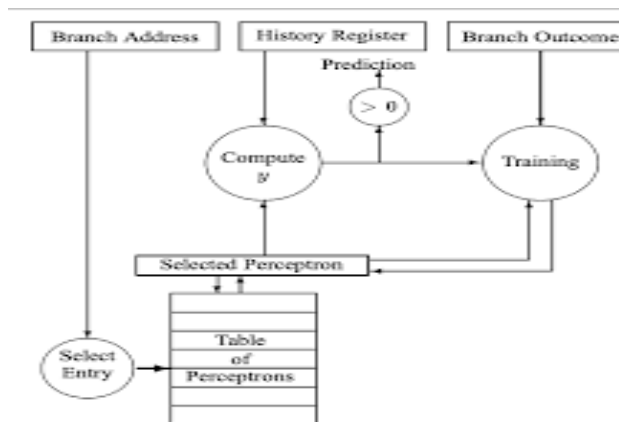 Branch Address
History Register
Branch Outcome
Prediction
> 0
Compute
y
Training
Selected Perceptron
Table
of
Perceptrons
Select
Entry